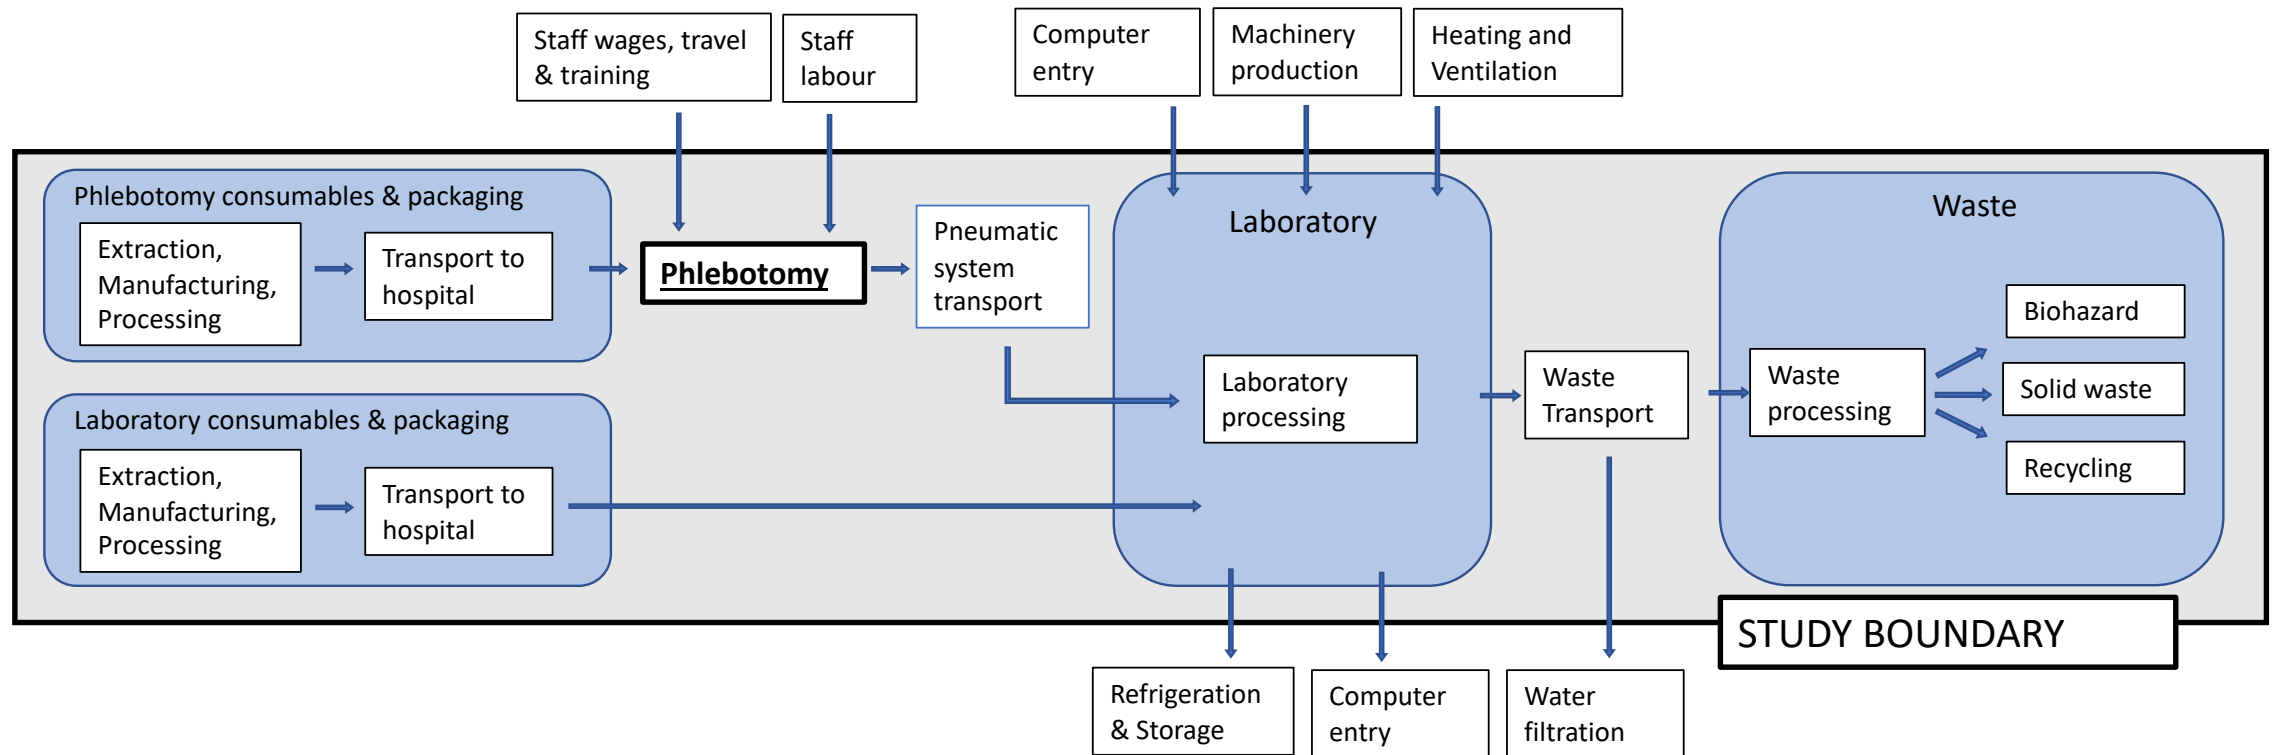 Staff wages, travel
& training
Staff
labour
Computer
entry
Machinery
production
Heating and
Ventilation
Phlebotomy consumables & packaging
Extraction,
Manufacturing,
Processing
Transport to
hospital
Phlebotomy
Pneumatic
system
transport
Laboratory
Laboratory
processing
Laboratory consumables & packaging
Extraction,
Manufacturing,
Processing
Transport to
hospital
Waste
Transport
Waste
Waste
processing
Biohazard
Solid waste
Recycling
STUDY BOUNDARY
Refrigeration
& Storage
Computer
entry
Water
filtration